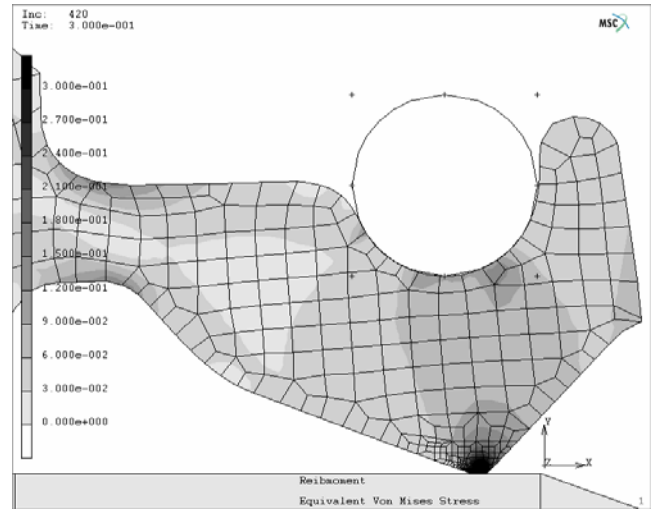 Inc: 420
Time: 3.000e-001
MSC
3.000e-001
2.700e-001
2.400e-001
2.100e-001
1.800e-001
1.500e-001
1.200e-001
9.000e-002
6.000e-002
3.000e-002
0.000e+000
Y
Z X
Reibmoment
Equivalent Von Mises Stress
1